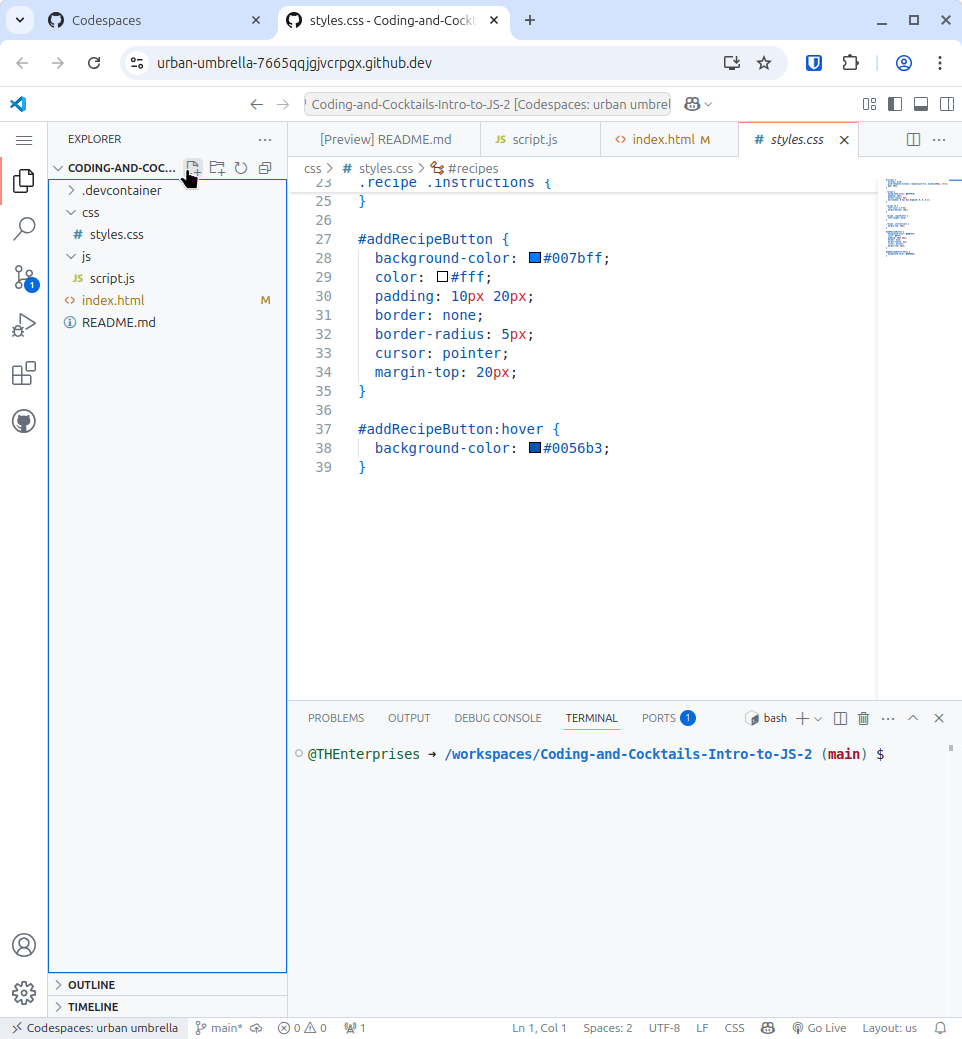 Codespaces
styles.css - Coding-and-Cockt
urban-umbrella-7665qqjgjvcrpgx.github.dev
Coding-and-Cocktails-Intro-to-JS-2 [Codespaces: urban umbrel
EXPLORER
[Preview] README.md
JS script.js
<> index.html M
# styles.css
CODING-AND-COC...
css > # styles.css > #recipes
.devcontainer
css
# styles.css
js
JS script.js
<> index.html M
README.md
23 .recipe .instructions {
25 }
26
27 #addRecipeButton {
28 background-color: #007bff;
29 color: #fff;
30 padding: 10px 20px;
31 border: none;
32 border-radius: 5px;
33 cursor: pointer;
34 margin-top: 20px;
35 }
36
37 #addRecipeButton:hover {
38 background-color: #0056b3;
39 }
1
PROBLEMS OUTPUT DEBUG CONSOLE TERMINAL PORTS 1 bash
@THEnterprises ➜ /workspaces/Coding-and-Cocktails-Intro-to-JS-2 (main) $
OUTLINE
TIMELINE
Codespaces: urban umbrella main* 0 0 1 Ln 1, Col 1 Spaces: 2 UTF-8 LF CSS Go Live Layout: us